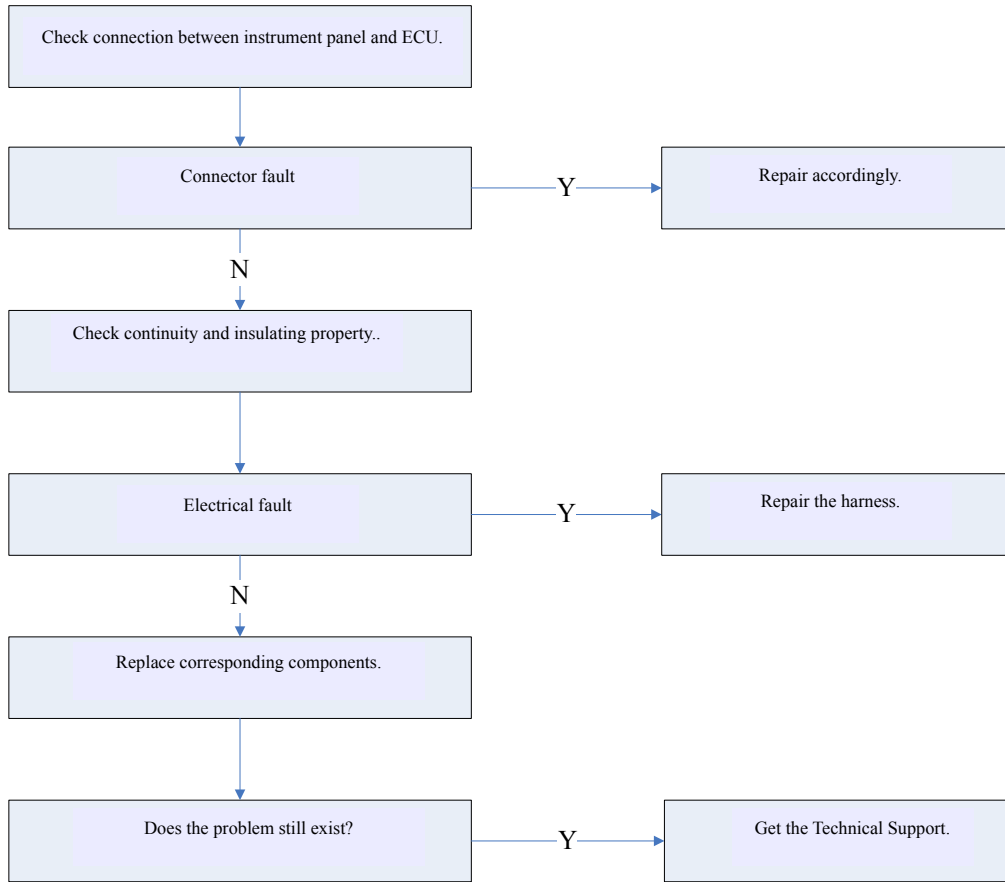 Check connection between instrument panel and ECU.
Connector fault
Y
Repair accordingly.
N
Check continuity and insulating property..
Electrical fault
Y
Repair the harness.
N
Replace corresponding components.
Does the problem still exist?
Y
Get the Technical Support.